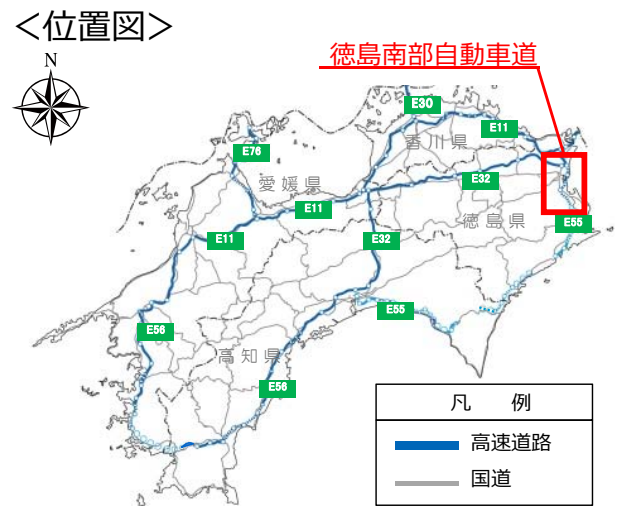 <位置図>
徳島南部自動車道
N
E30
E11
香川県
E76
愛媛県
E32
E11
徳島県
E55
E11
E32
E55
E56
高知県
E56
凡 例
高速道路
国道